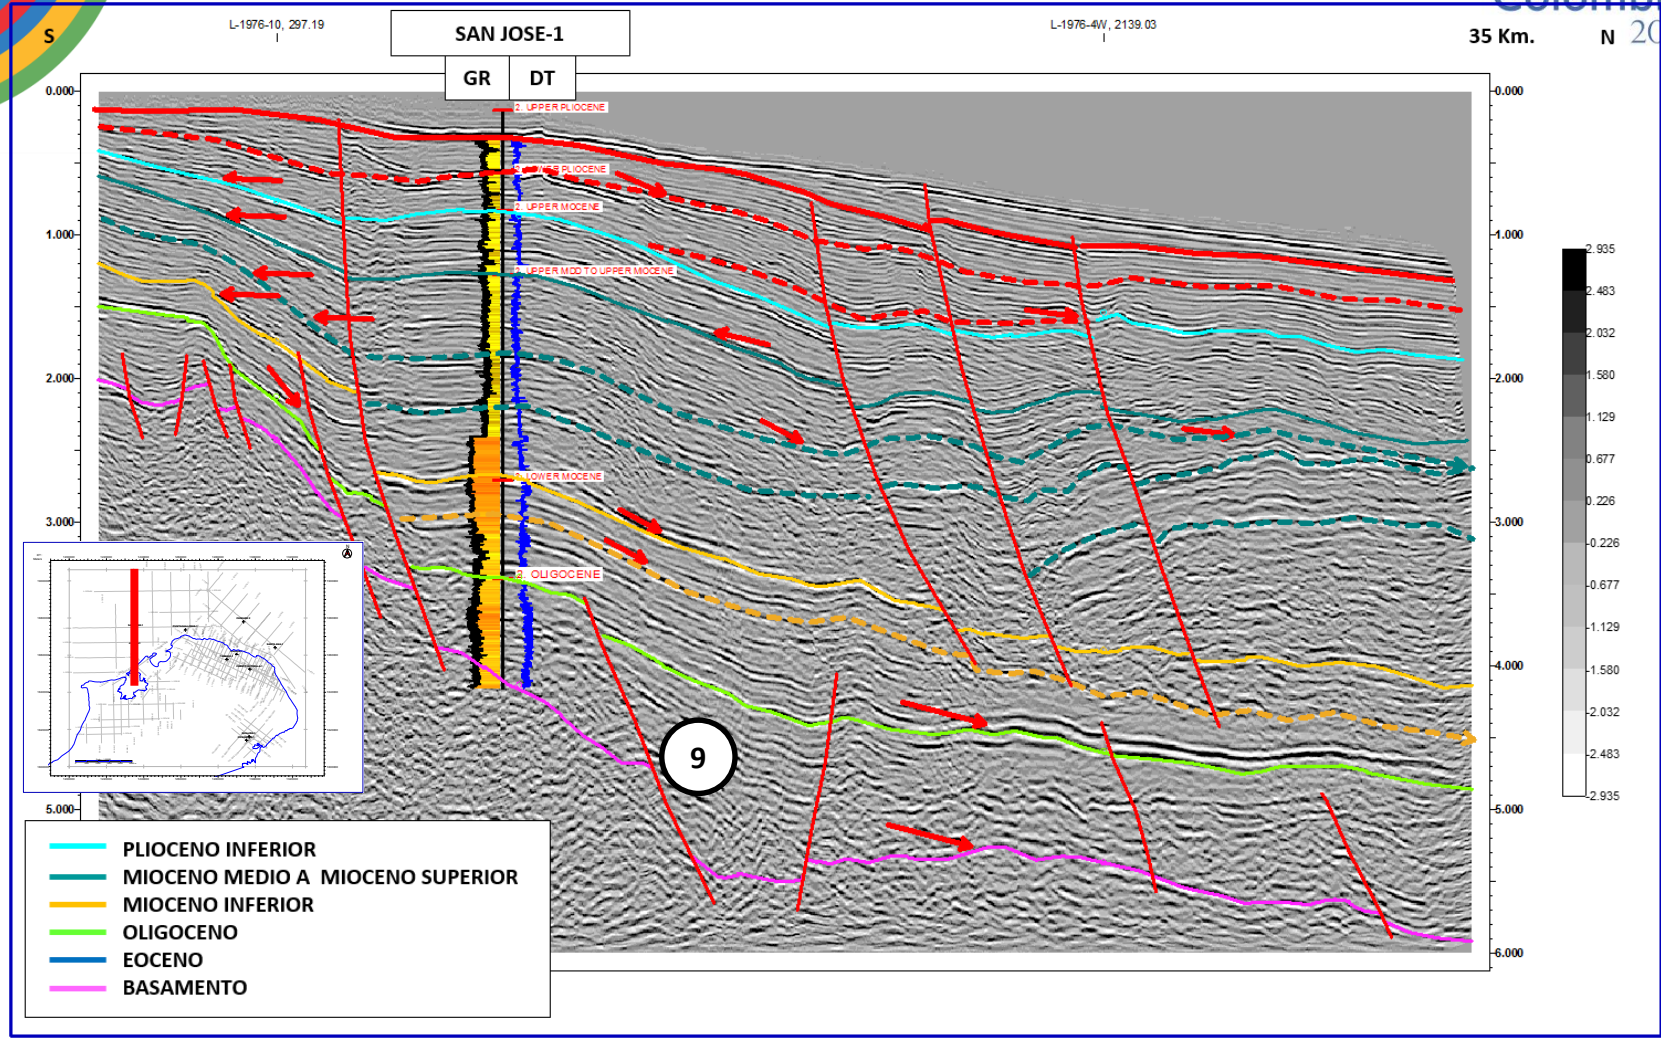 Colombi
L-1976-10, 297.19
SAN JOSE-1
L-1976-4W, 2139.03
S
35 Km.
N
20
GR
DT
0.000
0.000
2. UPPER PLIOCENE
2. LOWER PLIOCENE
2. UPPER MIOCENE
1.000
1.000
2. UPPER MIDD TO UPPER MIOCENE
2.000
2.000
2. LOWER MIOCENE
3.000
3.000
2. OLIGOCENE
4.000
4.000
5.000
5.000
6.000
2.935
2.483
2.032
1.580
1.129
0.677
0.226
-0.226
-0.677
-1.129
-1.580
-2.032
-2.483
-2.935
A
9
PLIOCENO INFERIOR
MIOCENO MEDIO A MIOCENO SUPERIOR
MIOCENO INFERIOR
OLIGOCENO
EOCENO
BASAMENTO